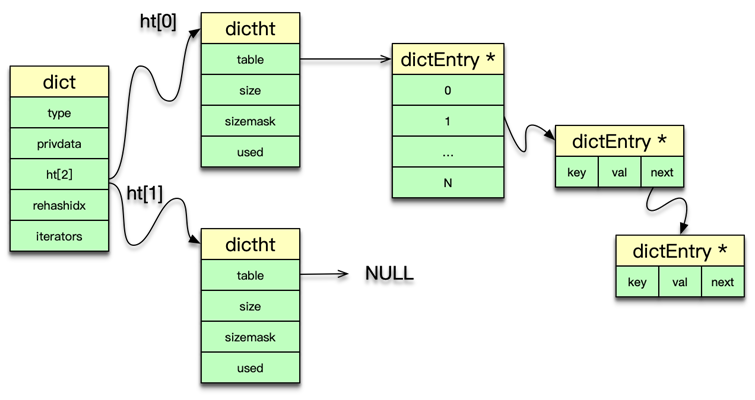 ht[0]
dictht
table
size
sizemask
used
dictEntry *
0
1
...
N
dict
type
privdata
ht[2]
rehashidx
iterators
dictEntry *
key val next
ht[1]
dictht
table
size
sizemask
used
NULL
dictEntry *
key val next